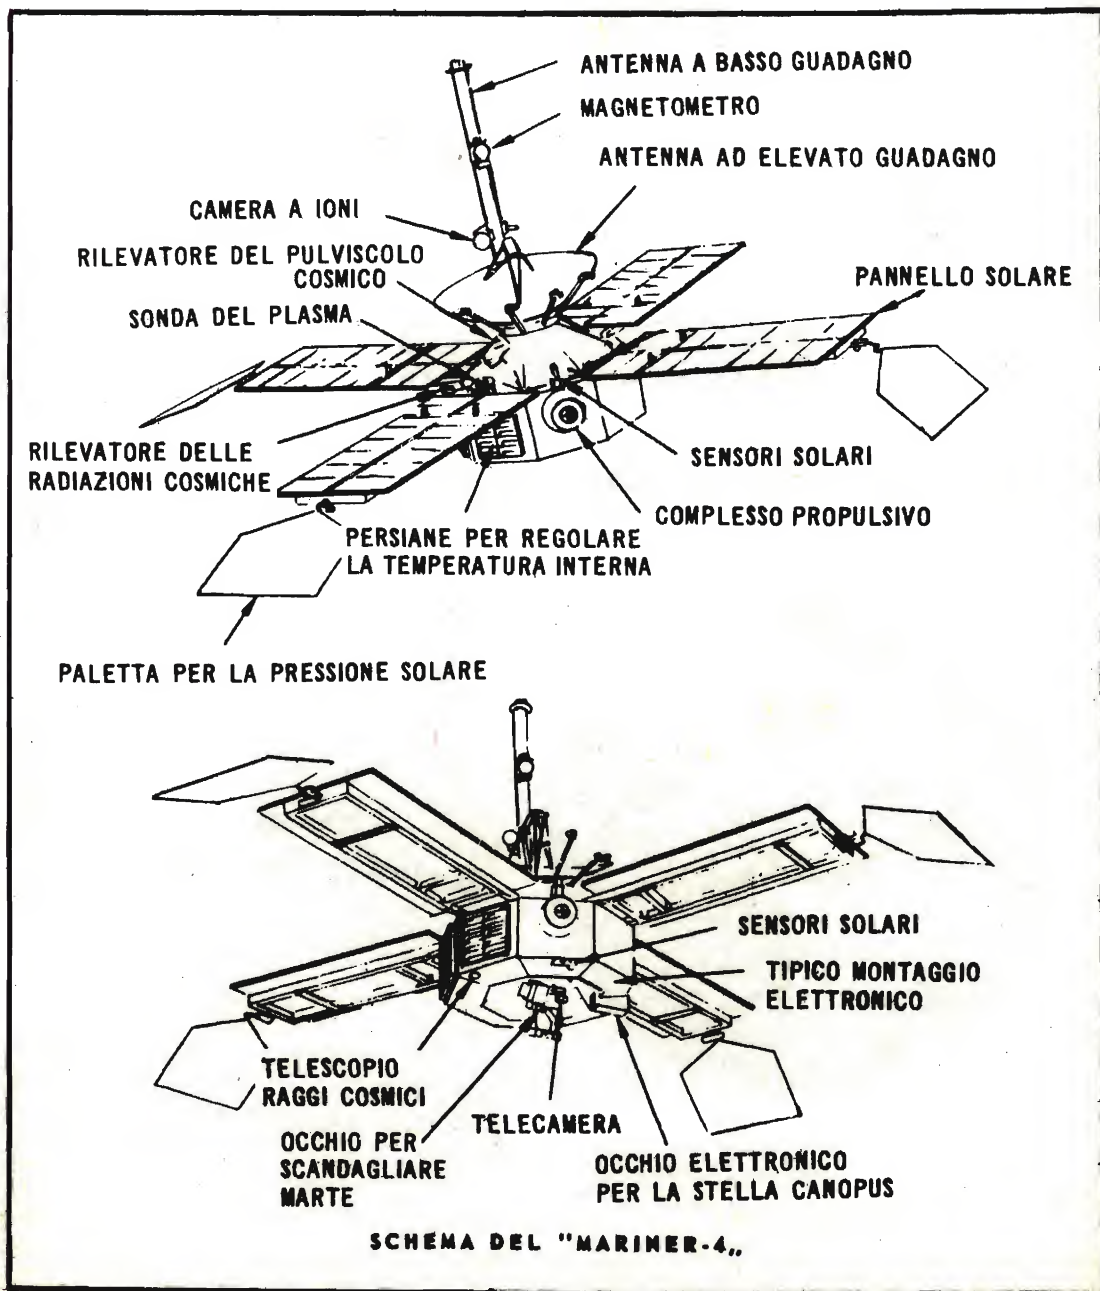 ANTENNA A BASSO GUADAGNO
MAGNETOMETRO
ANTENNA AD ELEVATO GUADAGNO
CAMERA A IONI
RILEVATORE DEL PULVISCOLO
COSMICO
PANNELLO SOLARE
SONDA DEL PLASMA
RILEVATORE DELLE
RADIAZIONI COSMICHE
SENSORI SOLARI
COMPLESSO PROPULSIVO
PERSIANE PER REGOLARE
LA TEMPERATURA INTERNA
PALETTA PER LA PRESSIONE SOLARE
SENSORI SOLARI
TIPICO MONTAGGIO
ELETTRONICO
TELESCOPIO
RAGGI COSMICI
TELECAMERA
OCCHIO PER
SCANDAGLIARE
MARTE
OCCHIO ELETTRONICO
PER LA STELLA CANOPUS
SCHEMA DEL "MARINER-4„